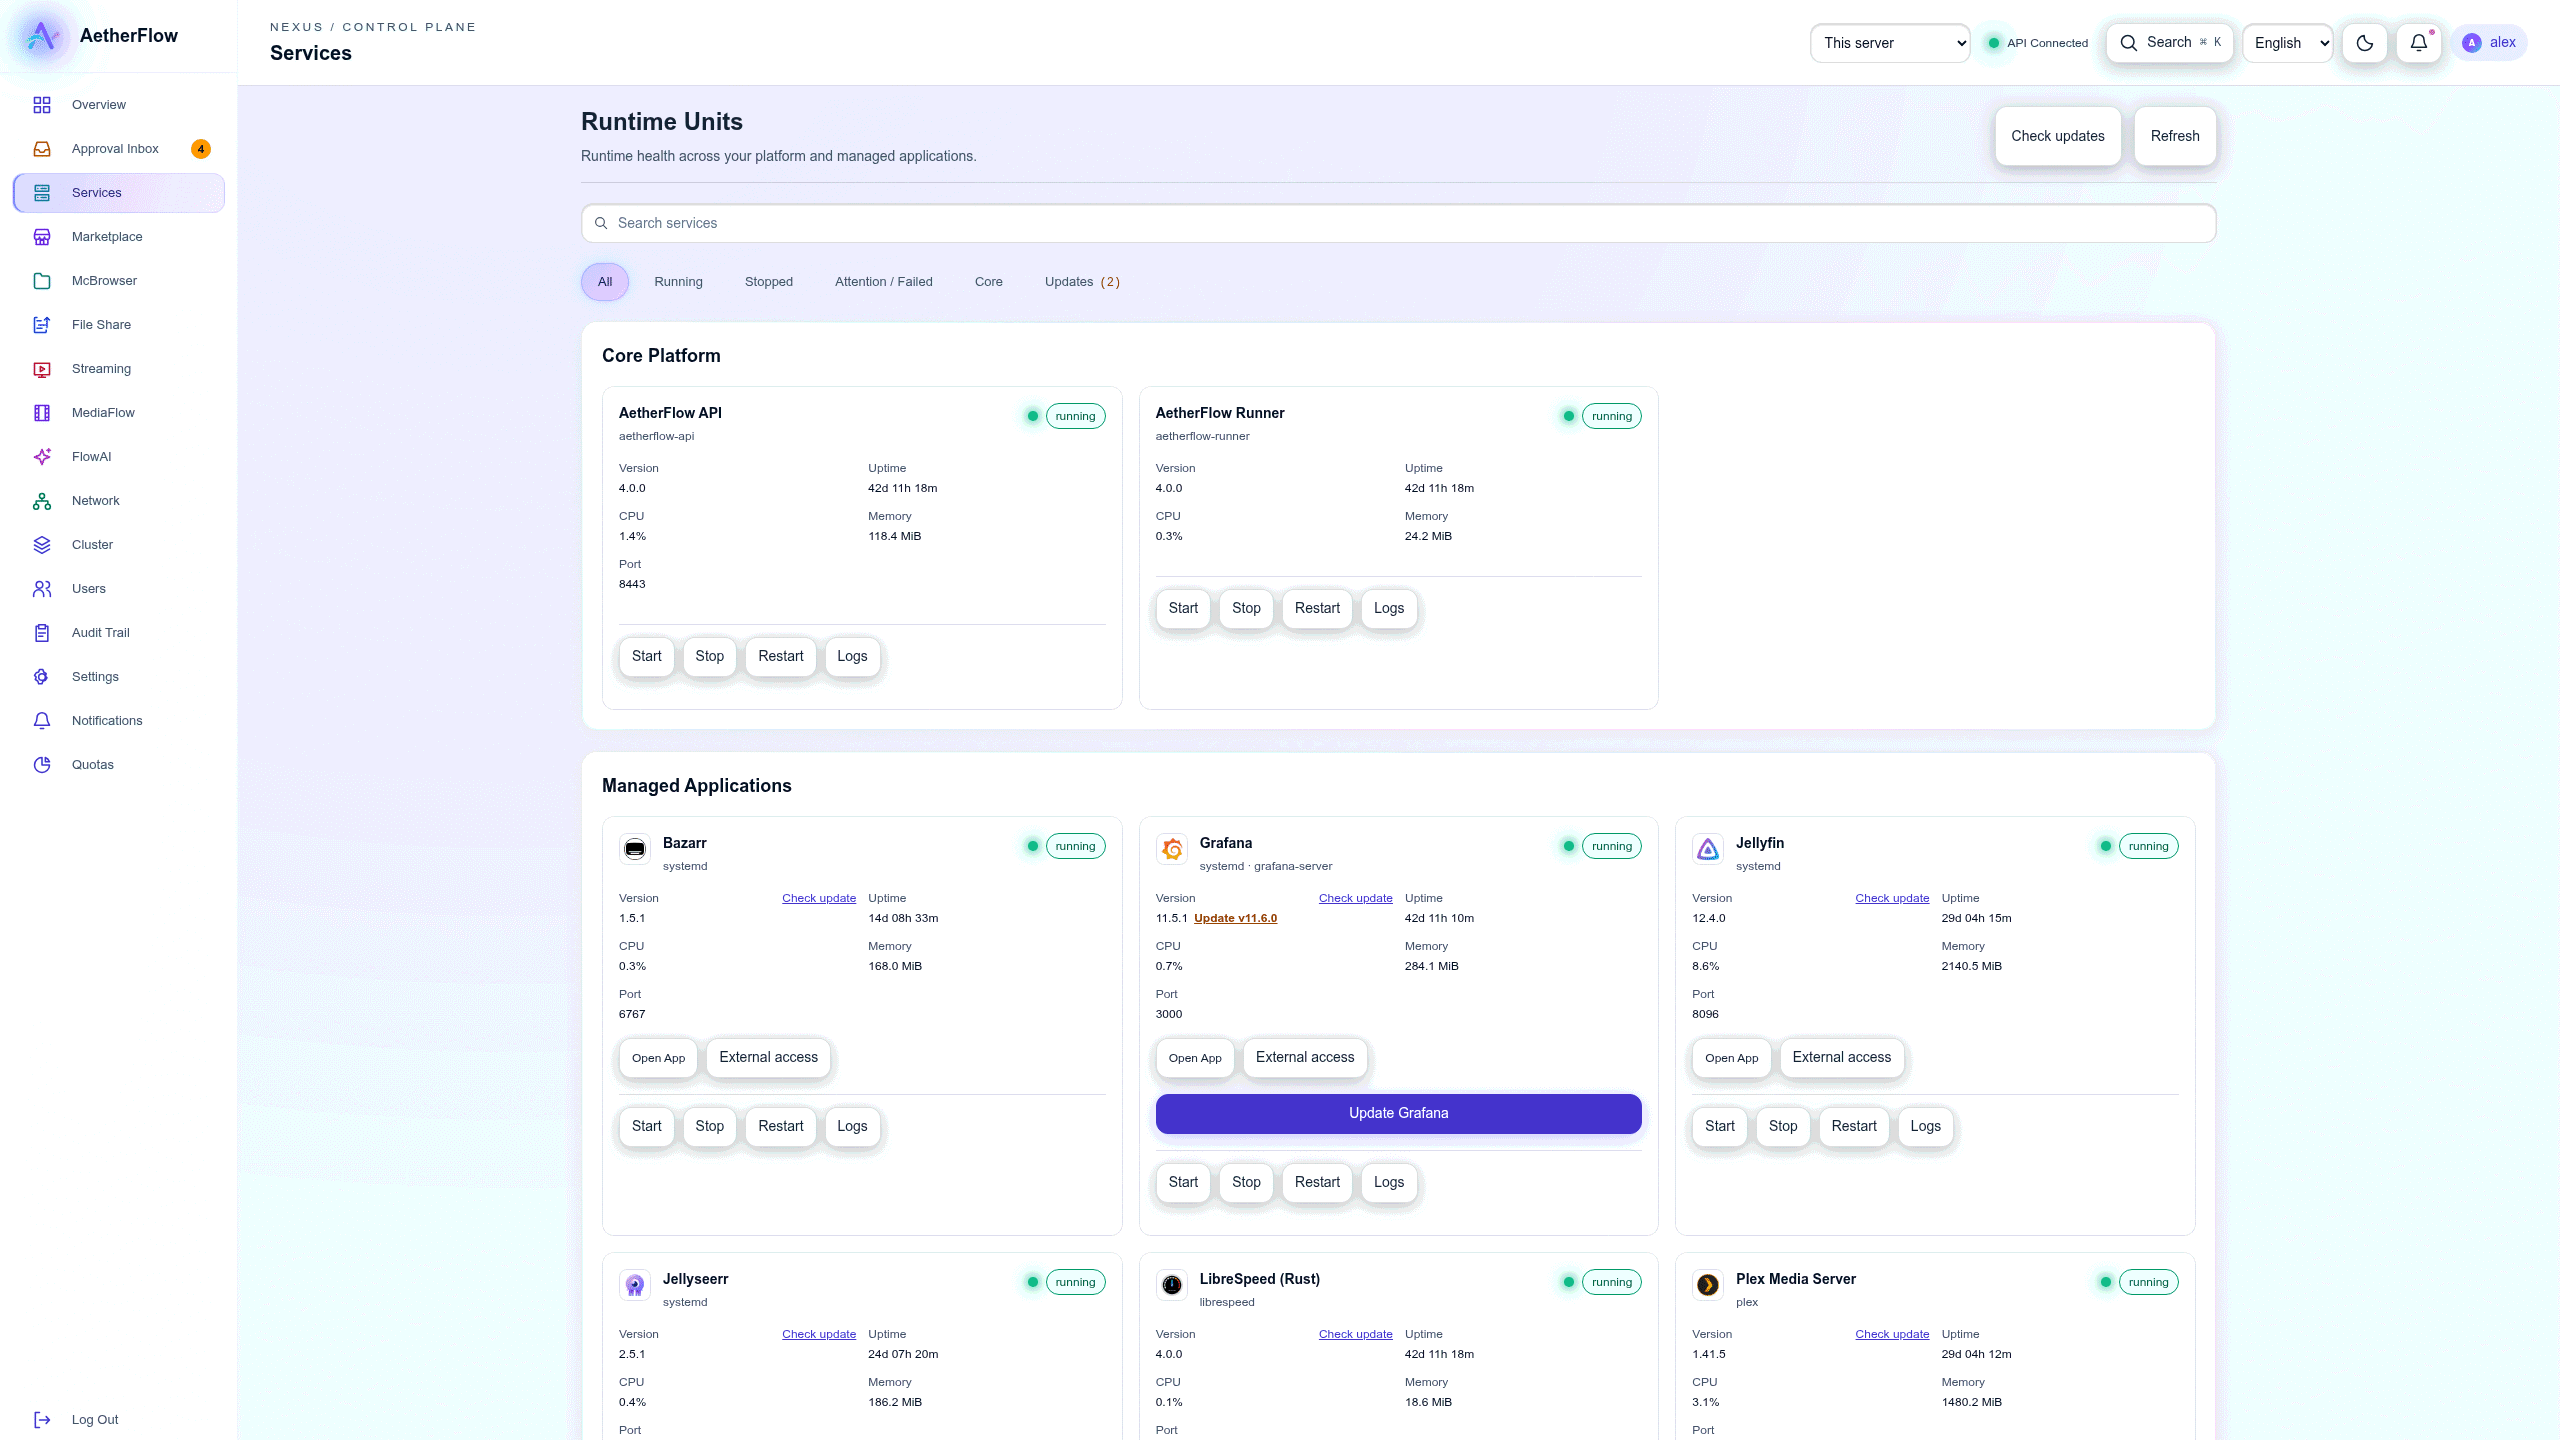 AetherFlow
NEXUS / CONTROL PLANE
Services
This server
API Connected
Search ⌘ K
English
A alex
Overview
Approval Inbox 4
Services
Marketplace
McBrowser
File Share
Streaming
MediaFlow
FlowAI
Network
Cluster
Users
Audit Trail
Settings
Notifications
Quotas
Log Out
Runtime Units
Runtime health across your platform and managed applications.
Check updates Refresh
Search services
All Running Stopped Attention / Failed Core Updates (2)
Core Platform
AetherFlow API running
aetherflow-api
Version Uptime
4.0.0 42d 11h 18m
CPU Memory
1.4% 118.4 MiB
Port
8443
Start Stop Restart Logs
AetherFlow Runner running
aetherflow-runner
Version Uptime
4.0.0 42d 11h 18m
CPU Memory
0.3% 24.2 MiB
Start Stop Restart Logs
Managed Applications
Bazarr running
systemd
Version Check update Uptime
1.5.1 14d 08h 33m
CPU Memory
0.3% 168.0 MiB
Port
6767
Open App External access
Start Stop Restart Logs
Grafana running
systemd · grafana-server
Version Check update Uptime
11.5.1 Update v11.6.0 42d 11h 10m
CPU Memory
0.7% 284.1 MiB
Port
3000
Open App External access
Update Grafana
Start Stop Restart Logs
Jellyfin running
systemd
Version Check update Uptime
12.4.0 29d 04h 15m
CPU Memory
8.6% 2140.5 MiB
Port
8096
Open App External access
Start Stop Restart Logs
Jellyseerr running
systemd
Version Check update Uptime
2.5.1 24d 07h 20m
CPU Memory
0.4% 186.2 MiB
Port
LibreSpeed (Rust) running
librespeed
Version Check update Uptime
4.0.0 42d 11h 18m
CPU Memory
0.1% 18.6 MiB
Port
Plex Media Server running
plex
Version Check update Uptime
1.41.5 29d 04h 12m
CPU Memory
3.1% 1480.2 MiB
Port